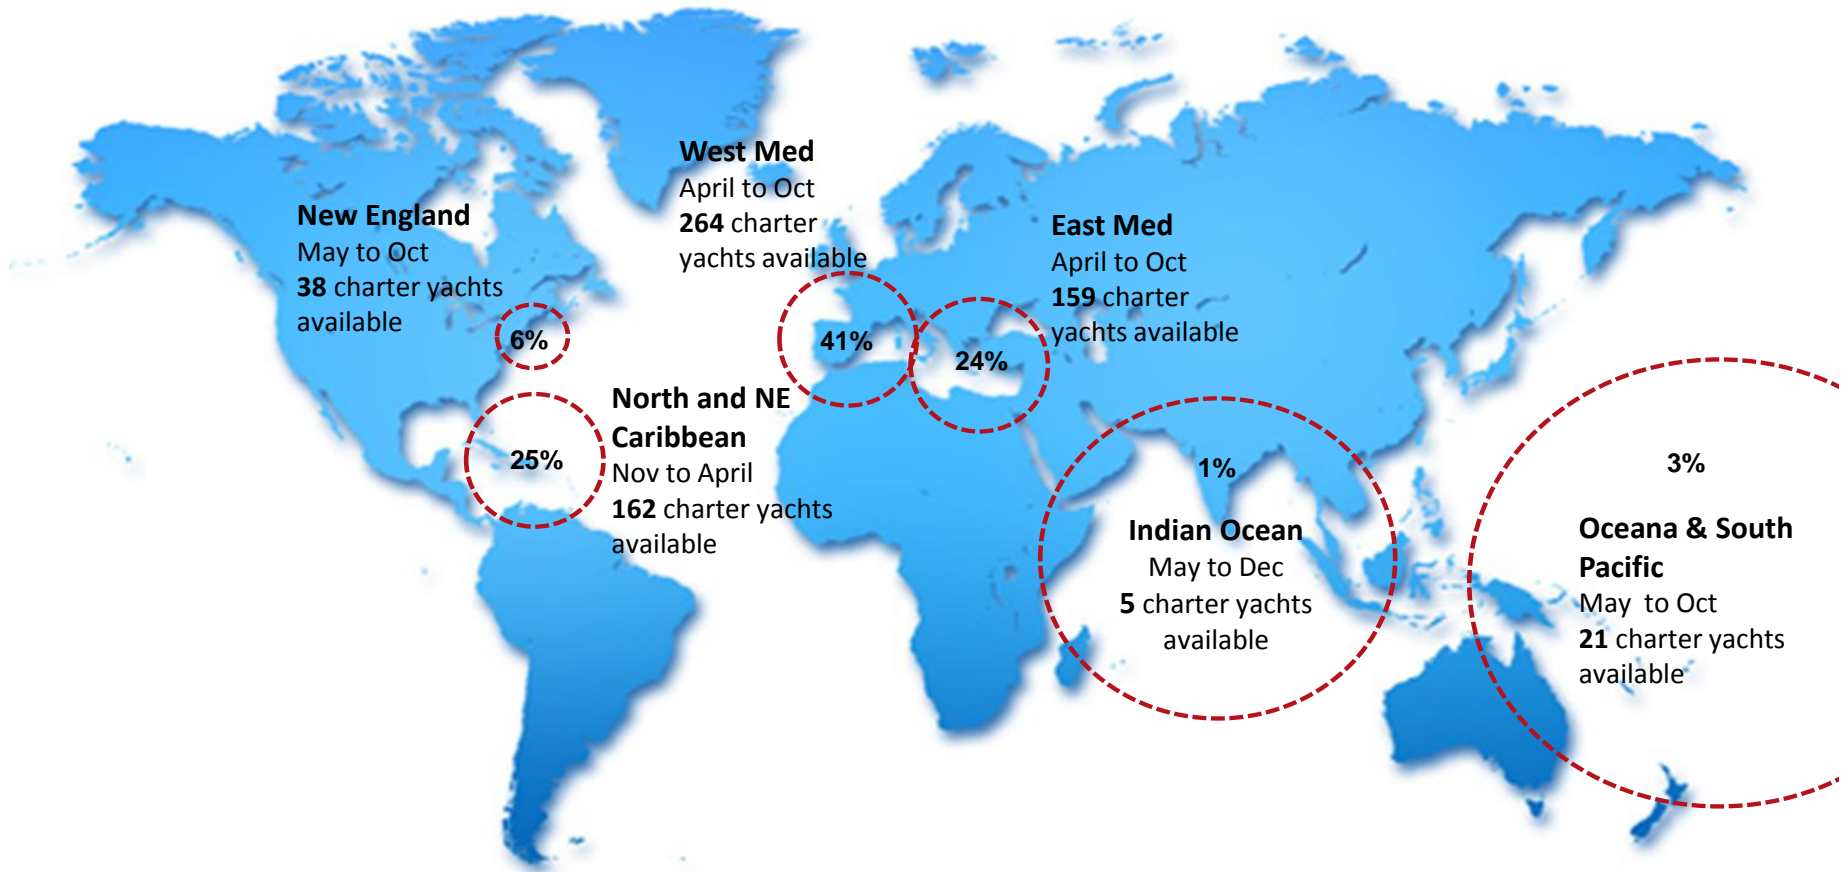 West Med
April to Oct
264 charter
yachts available
New England
May to Oct
38 charter yachts
available
6%
East Med
April to Oct
159 charter
yachts available
41%
24%
North and NE
Caribbean
Nov to April
162 charter yachts
available
25%
1%
Indian Ocean
May to Dec
5 charter yachts
available
3%
Oceana & South
Pacific
May  to Oct
21 charter yachts
available